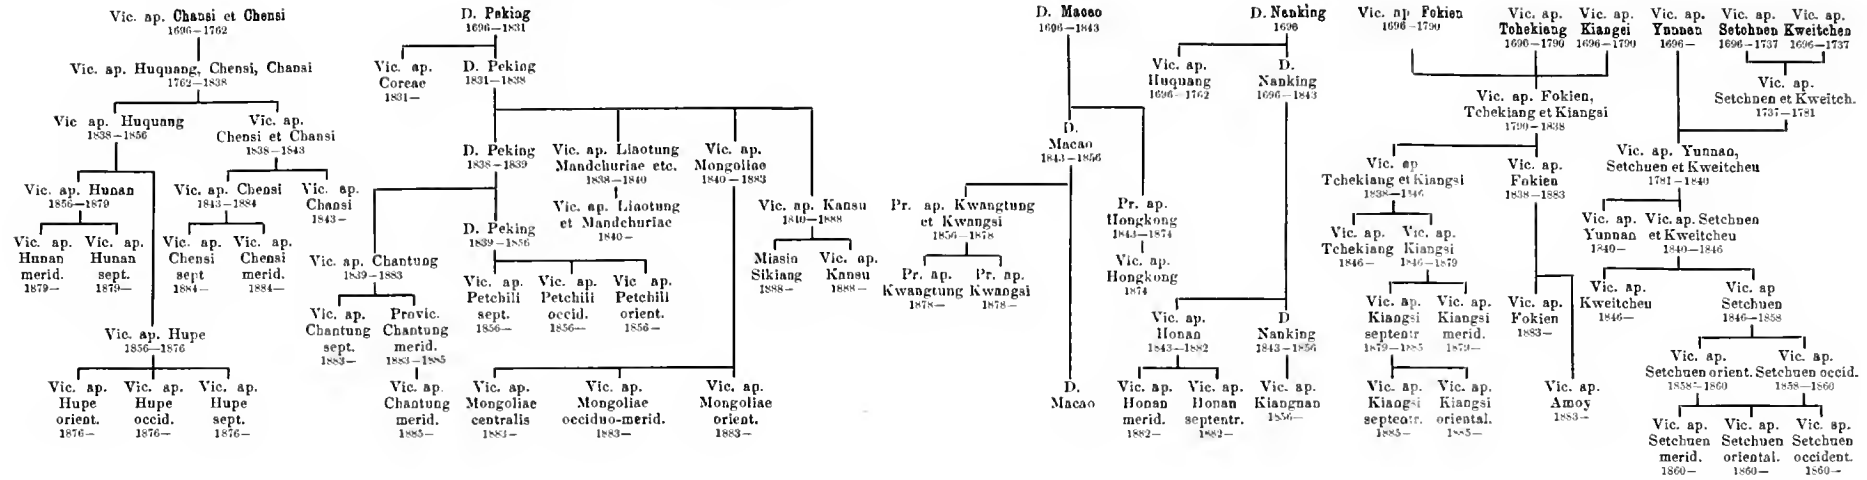 Vic. ap. Chansi et Chensi
1696—1762
Vic. ap. Huquang, Chensi, Chansi
1762—1838
Vic ap. Huquang
1838—1856
Vic. ap.
Chensi et Chansi
1838—1843
Vic. ap. Hunan
1856—1879
Vic. ap. Chensi
1843—1884
Vic. ap.
Chansi
1843—
Vic. ap.
Hunan
merid.
1879—
Vic. ap.
Hunan
sept.
1879—
Vic. ap.
Chensi
sept
1884—
Vic. ap.
Chensi
merid.
1884—
Vic. ap. Hupe
1856—1876
Vic. ap.
Hupe
orient.
1876—
Vic. ap.
Hupe
occid.
1876—
Vic. ap.
Hupe
sept.
1876—
D. Peking
1696—1831
Vic. ap.
Coreae
1831—
D. Peking
1831—1838
D. Peking
1838—1839
Vic. ap. Liaotung
Mandchuriae etc.
1838—1840
Vic. ap.
Mongoliae
1840—1883
Vic. ap. Liaotung
et Mandchuriae
1840—
Vic. ap. Kansu
1840—1888
D. Peking
1839—1856
Vic. ap. Chantung
1839—1883
Missio
Sikiang
1888—
Vic. ap.
Kansu
1888—
Vic. ap.
Petchili
sept.
1856—
Vic. ap.
Petchili
occid.
1856—
Vic ap.
Petchili
orient.
1856—
Vic. ap.
Chantung
sept.
1883—
Provic.
Chantung
merid.
1883—1885
Vic. ap.
Chantung
merid.
1885—
Vic. ap.
Mongoliae
centralis
1883—
Vic. ap.
Mongoliae
occiduo-merid.
1883—
Vic. ap.
Mongoliae
orient.
1883—
D. Macao
1696—1843
D.
Macao
1843—1856
Pr. ap. Kwangtung
et Kwangsi
1856—1878
Pr. ap.
Kwangtung
1878—
Pr. ap.
Kwangsi
1878—
Pr. ap.
Hongkong
1843—1874
Vic. ap.
Hongkong
1874
D.
Macao
D. Nanking
1696
Vic. ap.
Huquang
1696—1762
D.
Nanking
1696—1843
Vic. ap.
Honan
1843—1882
D
Nanking
1843—1856
Vic. ap.
Honan
merid.
1882—
Vic. ap.
Honan
septentr.
1882—
Vic. ap.
Kiangnan
1856—
Vic. ap Fokien
1696—1790
Vic. ap.
Tchekiang
1696—1790
Vic. ap.
Kiangsi
1696—1790
Vic. ap. Fokien,
Tchekiang et Kiangsi
1790—1838
Vic. ap
Tchekiang et Kiangsi
1838—1846
Vic. ap.
Fokien
1838—1883
Vic. ap.
Tchekiang
1846—
Vic. ap.
Kiangsi
1846—1879
Vic. ap.
Kiangsi
septentr
1879—1885
Vic. ap.
Kiangsi
merid.
1879—
Vic. ap.
Fokien
1883—
Vic. ap.
Kiangsi
septentr.
1885—
Vic. ap.
Kiangsi
oriental.
1885—
Vic. ap.
Amoy
1883—
Vic. ap.
Yunnan
1696—
Vic. ap.
Setchuen
1696—1737
Vic. ap.
Kweitcheu
1696—1737
Vic. ap.
Setchuen et Kweitch.
1737—1781
Vic. ap. Yunnan,
Setchuen et Kweitcheu
1781—1840
Vic. ap.
Yunnan
1840—
Vic. ap. Setchuen
et Kweitcheu
1840—1846
Vic. ap.
Kweitcheu
1846—
Vic. ap
Setchuen
1846—1858
Vic. ap.
Setchuen orient.
1858—1860
Vic. ap.
Setchuen occid.
1858—1860
Vic. ap.
Setchuen
merid.
1860—
Vic. ap.
Setchuen
oriental.
1860—
Vic. ap.
Setchuen
occident.
1860—